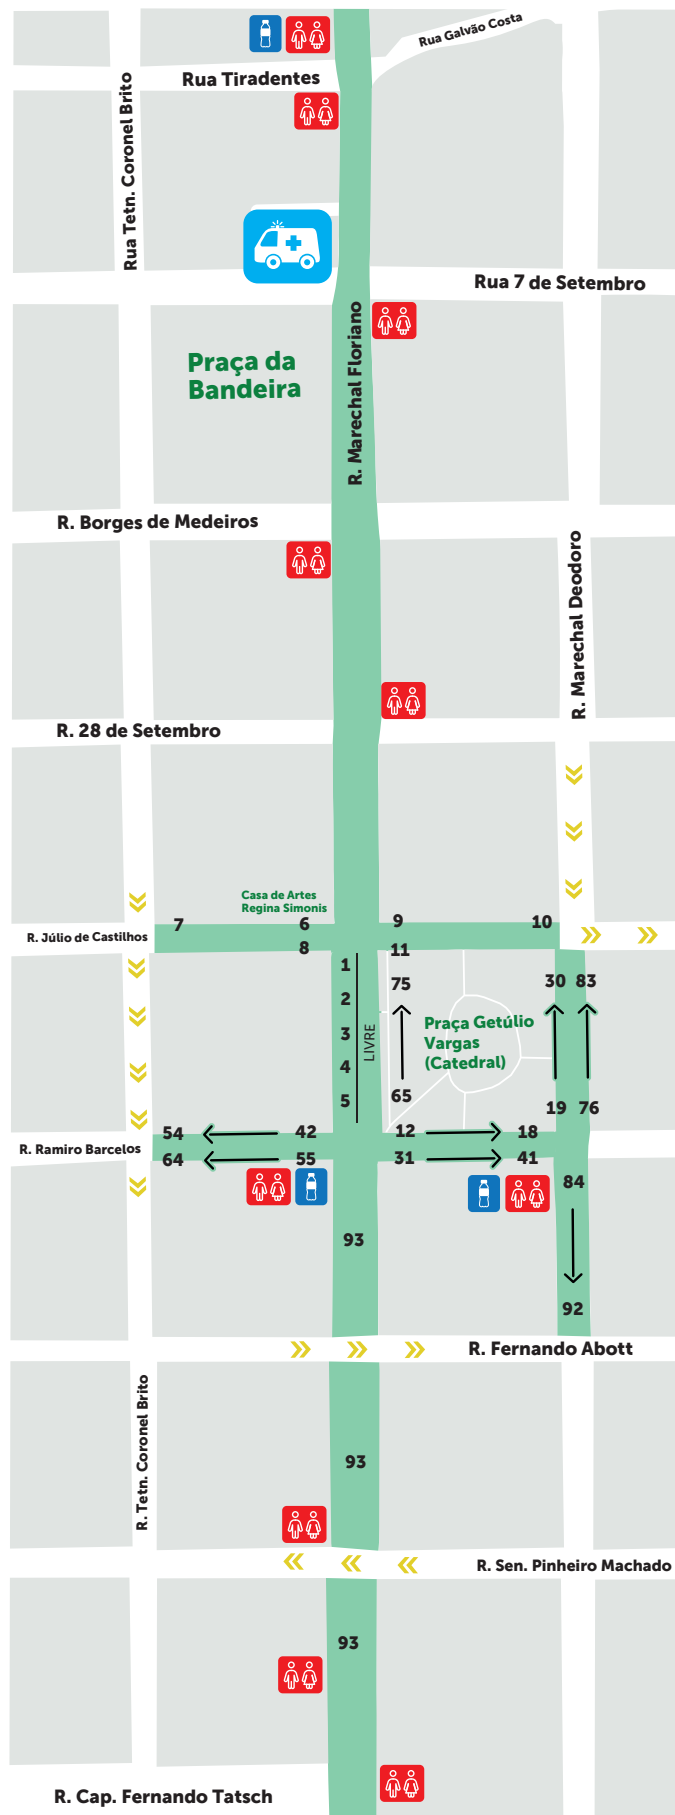 Rua Galvão Costa
Rua Tiradentes
Rua Tetn. Coronel Brito
Rua 7 de Setembro
R. Marechal Floriano
Praça da
Bandeira
R. Borges de Medeiros
R. Marechal Deodoro
R. 28 de Setembro
Casa de Artes
Regina Simonis
7
6
9
10
R. Júlio de Castilhos
8
11
1
75
30 83
2
3
LIVRE
Praça Getúlio
Vargas
(Catedral)
4
5
65
19 76
54
42
12
18
R. Ramiro Barcelos
64
55
31
41
84
93
92
R. Fernando Abott
R. Tetn. Coronel Brito
93
R. Sen. Pinheiro Machado
93
R. Cap. Fernando Tatsch